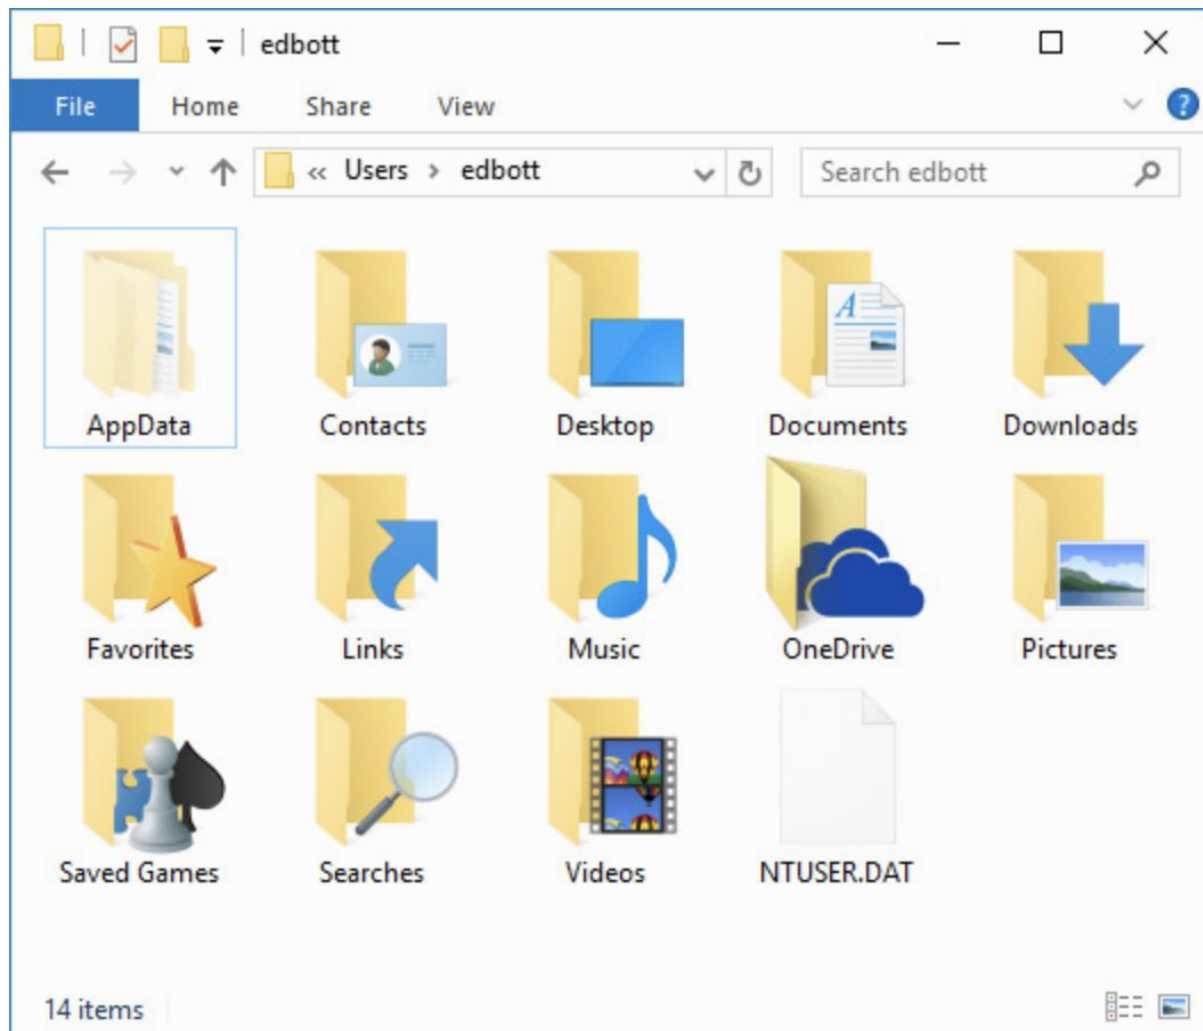 edbott
File Home Share View
« Users › edbott Search edbott
AppData Contacts Desktop Documents Downloads
Favorites Links Music OneDrive Pictures
Saved Games Searches Videos NTUSER.DAT
14 items